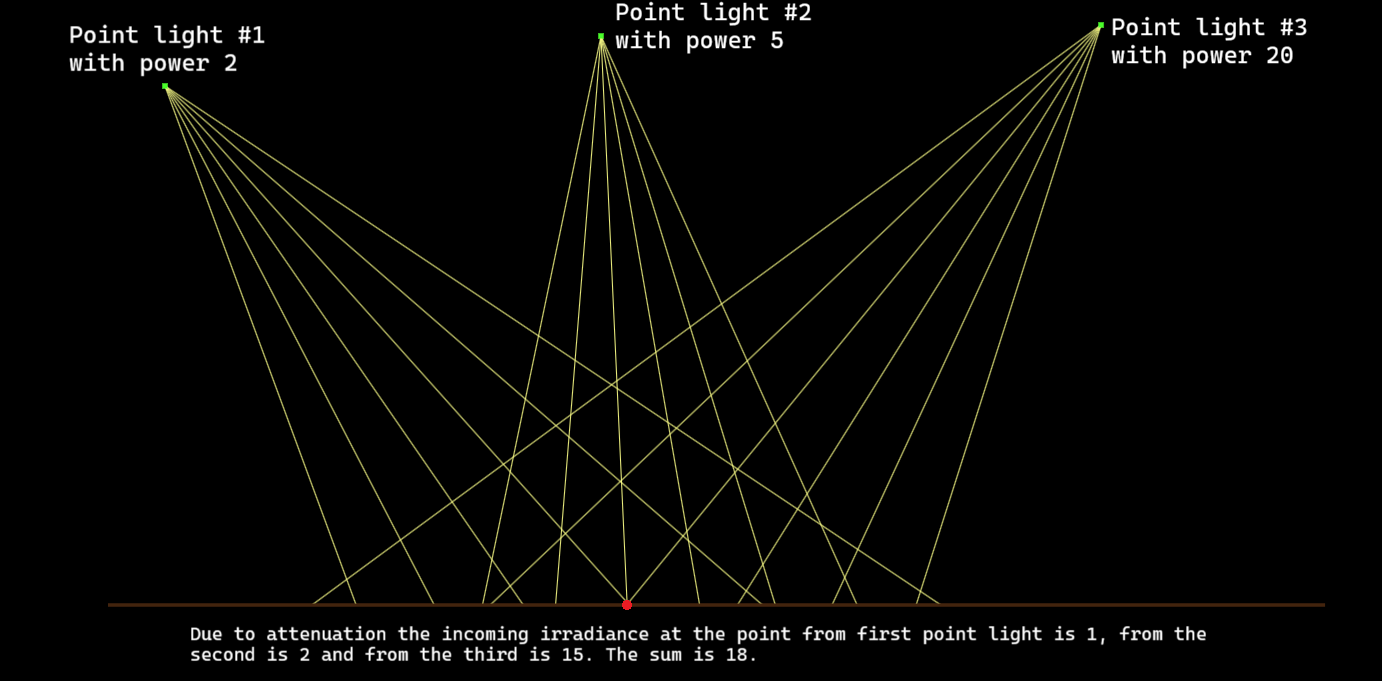 Point light #1
with power 2
Point light #2
with power 5
Point light #3
with power 20
Due to attenuation the incoming irradiance at the point from first point light is 1, from the
second is 2 and from the third is 15. The sum is 18.